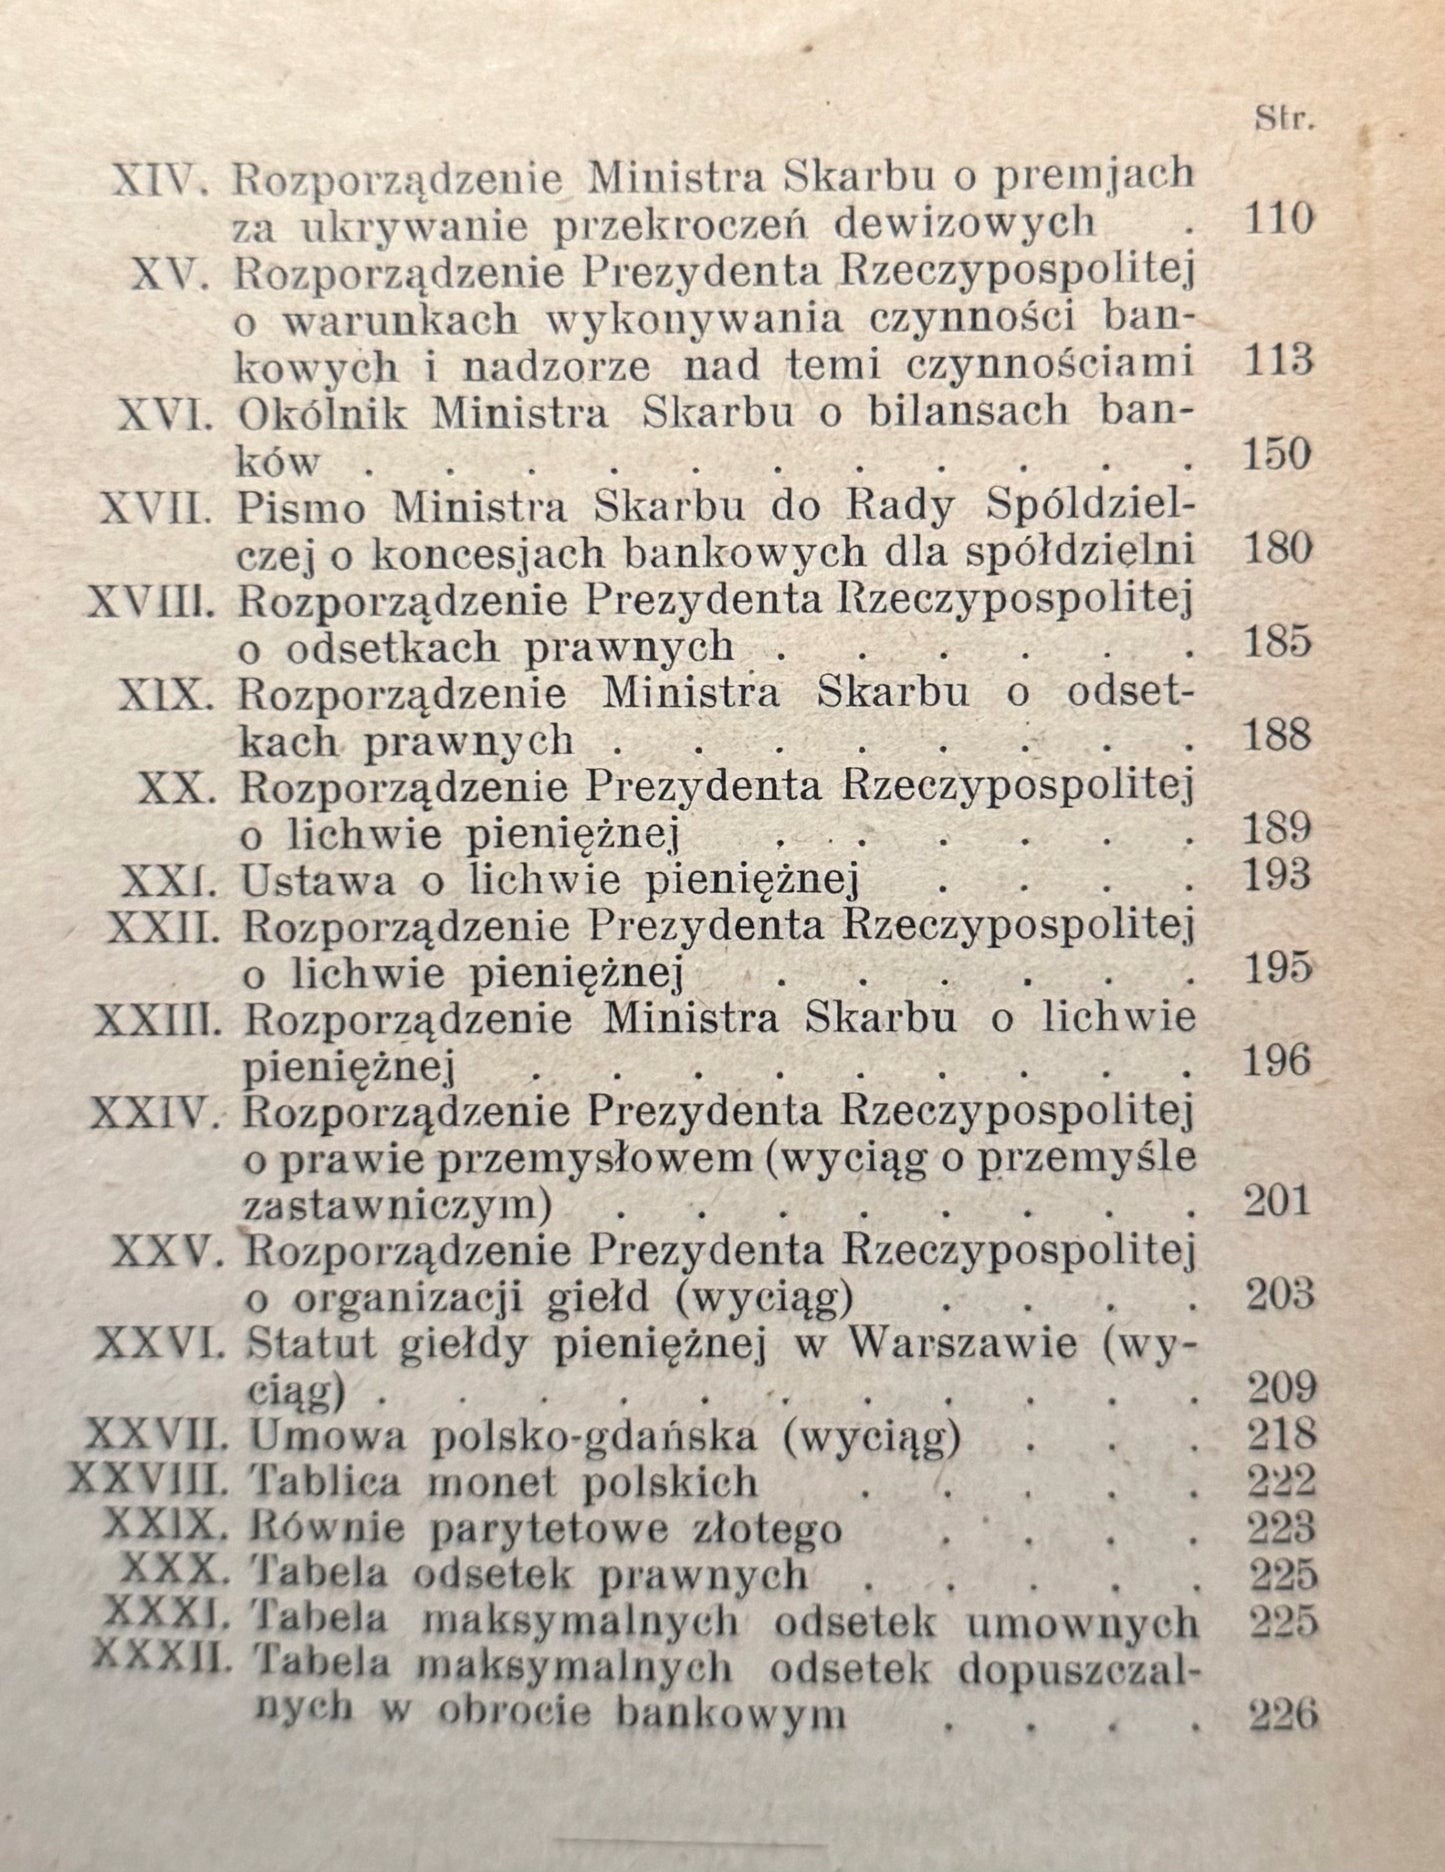 Str.
XIV. Rozporządzenie Ministra Skarbu o premjach
za ukrywanie przekroczeń dewizowych . 110
XV. Rozporządzenie Prezydenta Rzeczypospolitej
o warunkach wykonywania czynności ban-
kowych i nadzorze nad temi czynnościami 113
XVI. Okólnik Ministra Skarbu o bilansach ban-
ków . . . . . . . . . . . 150
XVII. Pismo Ministra Skarbu do Rady Spóldziel-
czej o koncesjach bankowych dla spółdzielni 180
XVIII. Rozporządzenie Prezydenta Rzeczypospolitej
o odsetkach prawnych . . . . . . 185
XIX. Rozporządzenie Ministra Skarbu o odset-
kach prawnych . . . . . . . . 188
XX. Rozporządzenie Prezydenta Rzeczypospolitej
o lichwie pieniężnej . . . . . . 189
XXI. Ustawa o lichwie pieniężnej . . . . 193
XXII. Rozporządzenie Prezydenta Rzeczypospolitej
o lichwie pieniężnej . . . . . . 195
XXIII. Rozporządzenie Ministra Skarbu o lichwie
pieniężnej . . . . . . . . . 196
XXIV. Rozporządzenie Prezydenta Rzeczypospolitej
o prawie przemysłowem (wyciąg o przemyśle
zastawniczym) . . . . . . . . 201
XXV. Rozporządzenie Prezydenta Rzeczypospolitej
o organizacji giełd (wyciąg) . . . . 203
XXVI. Statut giełdy pieniężnej w Warszawie (wy-
ciąg) . . . . . . . . . . . 209
XXVII. Umowa polsko-gdańska (wyciąg) . . . 218
XXVIII. Tablica monet polskich . . . . . 222
XXIX. Równie parytetowe złotego . . . . 223
XXX. Tabela odsetek prawnych . . . . . 225
XXXI. Tabela maksymalnych odsetek umownych 225
XXXII. Tabela maksymalnych odsetek dopuszczal-
nych w obrocie bankowym . . . . 226